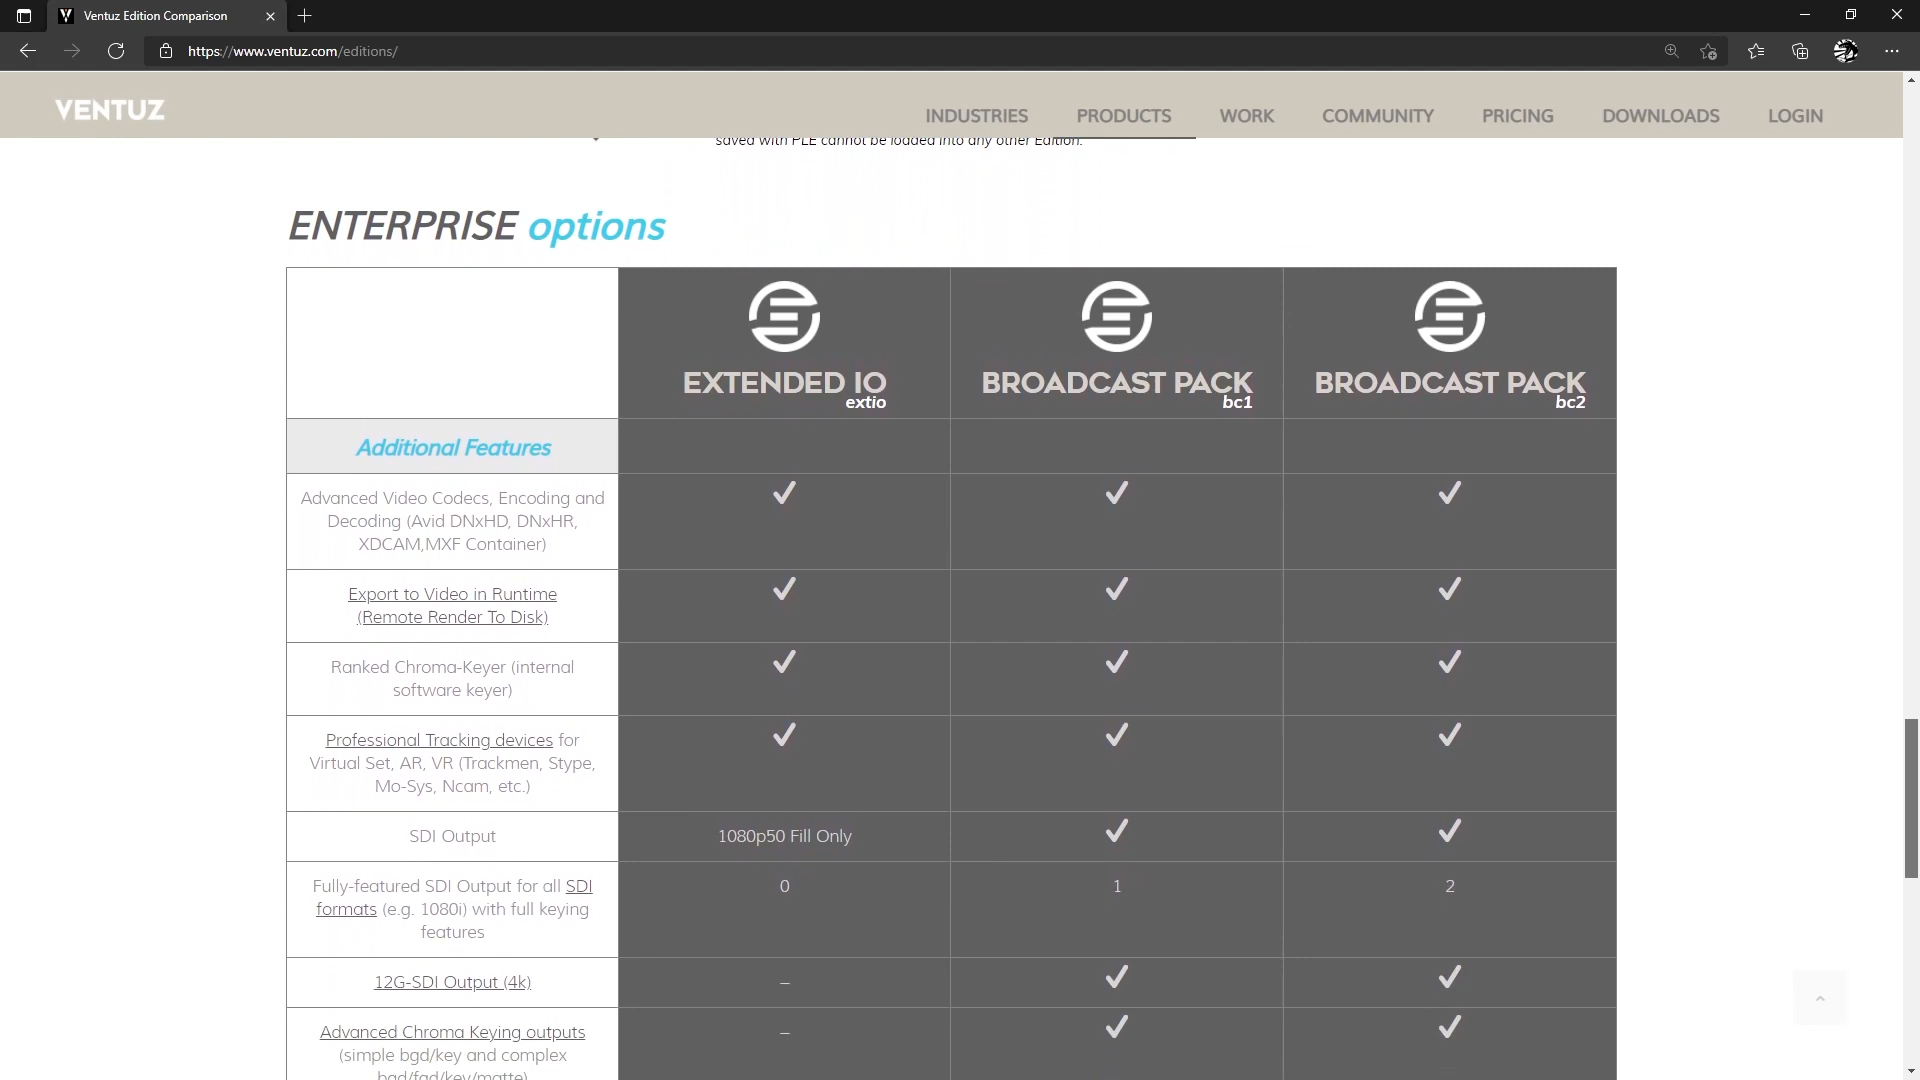 Ventuz Edition Comparison
https://www.ventuz.com/editions/
VENTUZ
INDUSTRIES
PRODUCTS
WORK
COMMUNITY
PRICING
DOWNLOADS
LOGIN
saved with PLE cannot be loaded into any other Edition.
ENTERPRISE options
EXTENDED IO
extio
BROADCAST PACK
bc1
BROADCAST PACK
bc2
Additional Features
Advanced Video Codecs, Encoding and
Decoding (Avid DNxHD, DNxHR,
XDCAM,MXF Container)
Export to Video in Runtime
(Remote Render To Disk)
Ranked Chroma-Keyer (internal
software keyer)
Professional Tracking devices for
Virtual Set, AR, VR (Trackmen, Stype,
Mo-Sys, Ncam, etc.)
SDI Output
1080p50 Fill Only
Fully-featured SDI Output for all SDI
formats (e.g. 1080i) with full keying
features
0
1
2
12G-SDI Output (4k)
–
Advanced Chroma Keying outputs
(simple bgd/key and complex
bgd/fgd/key/matte)
–